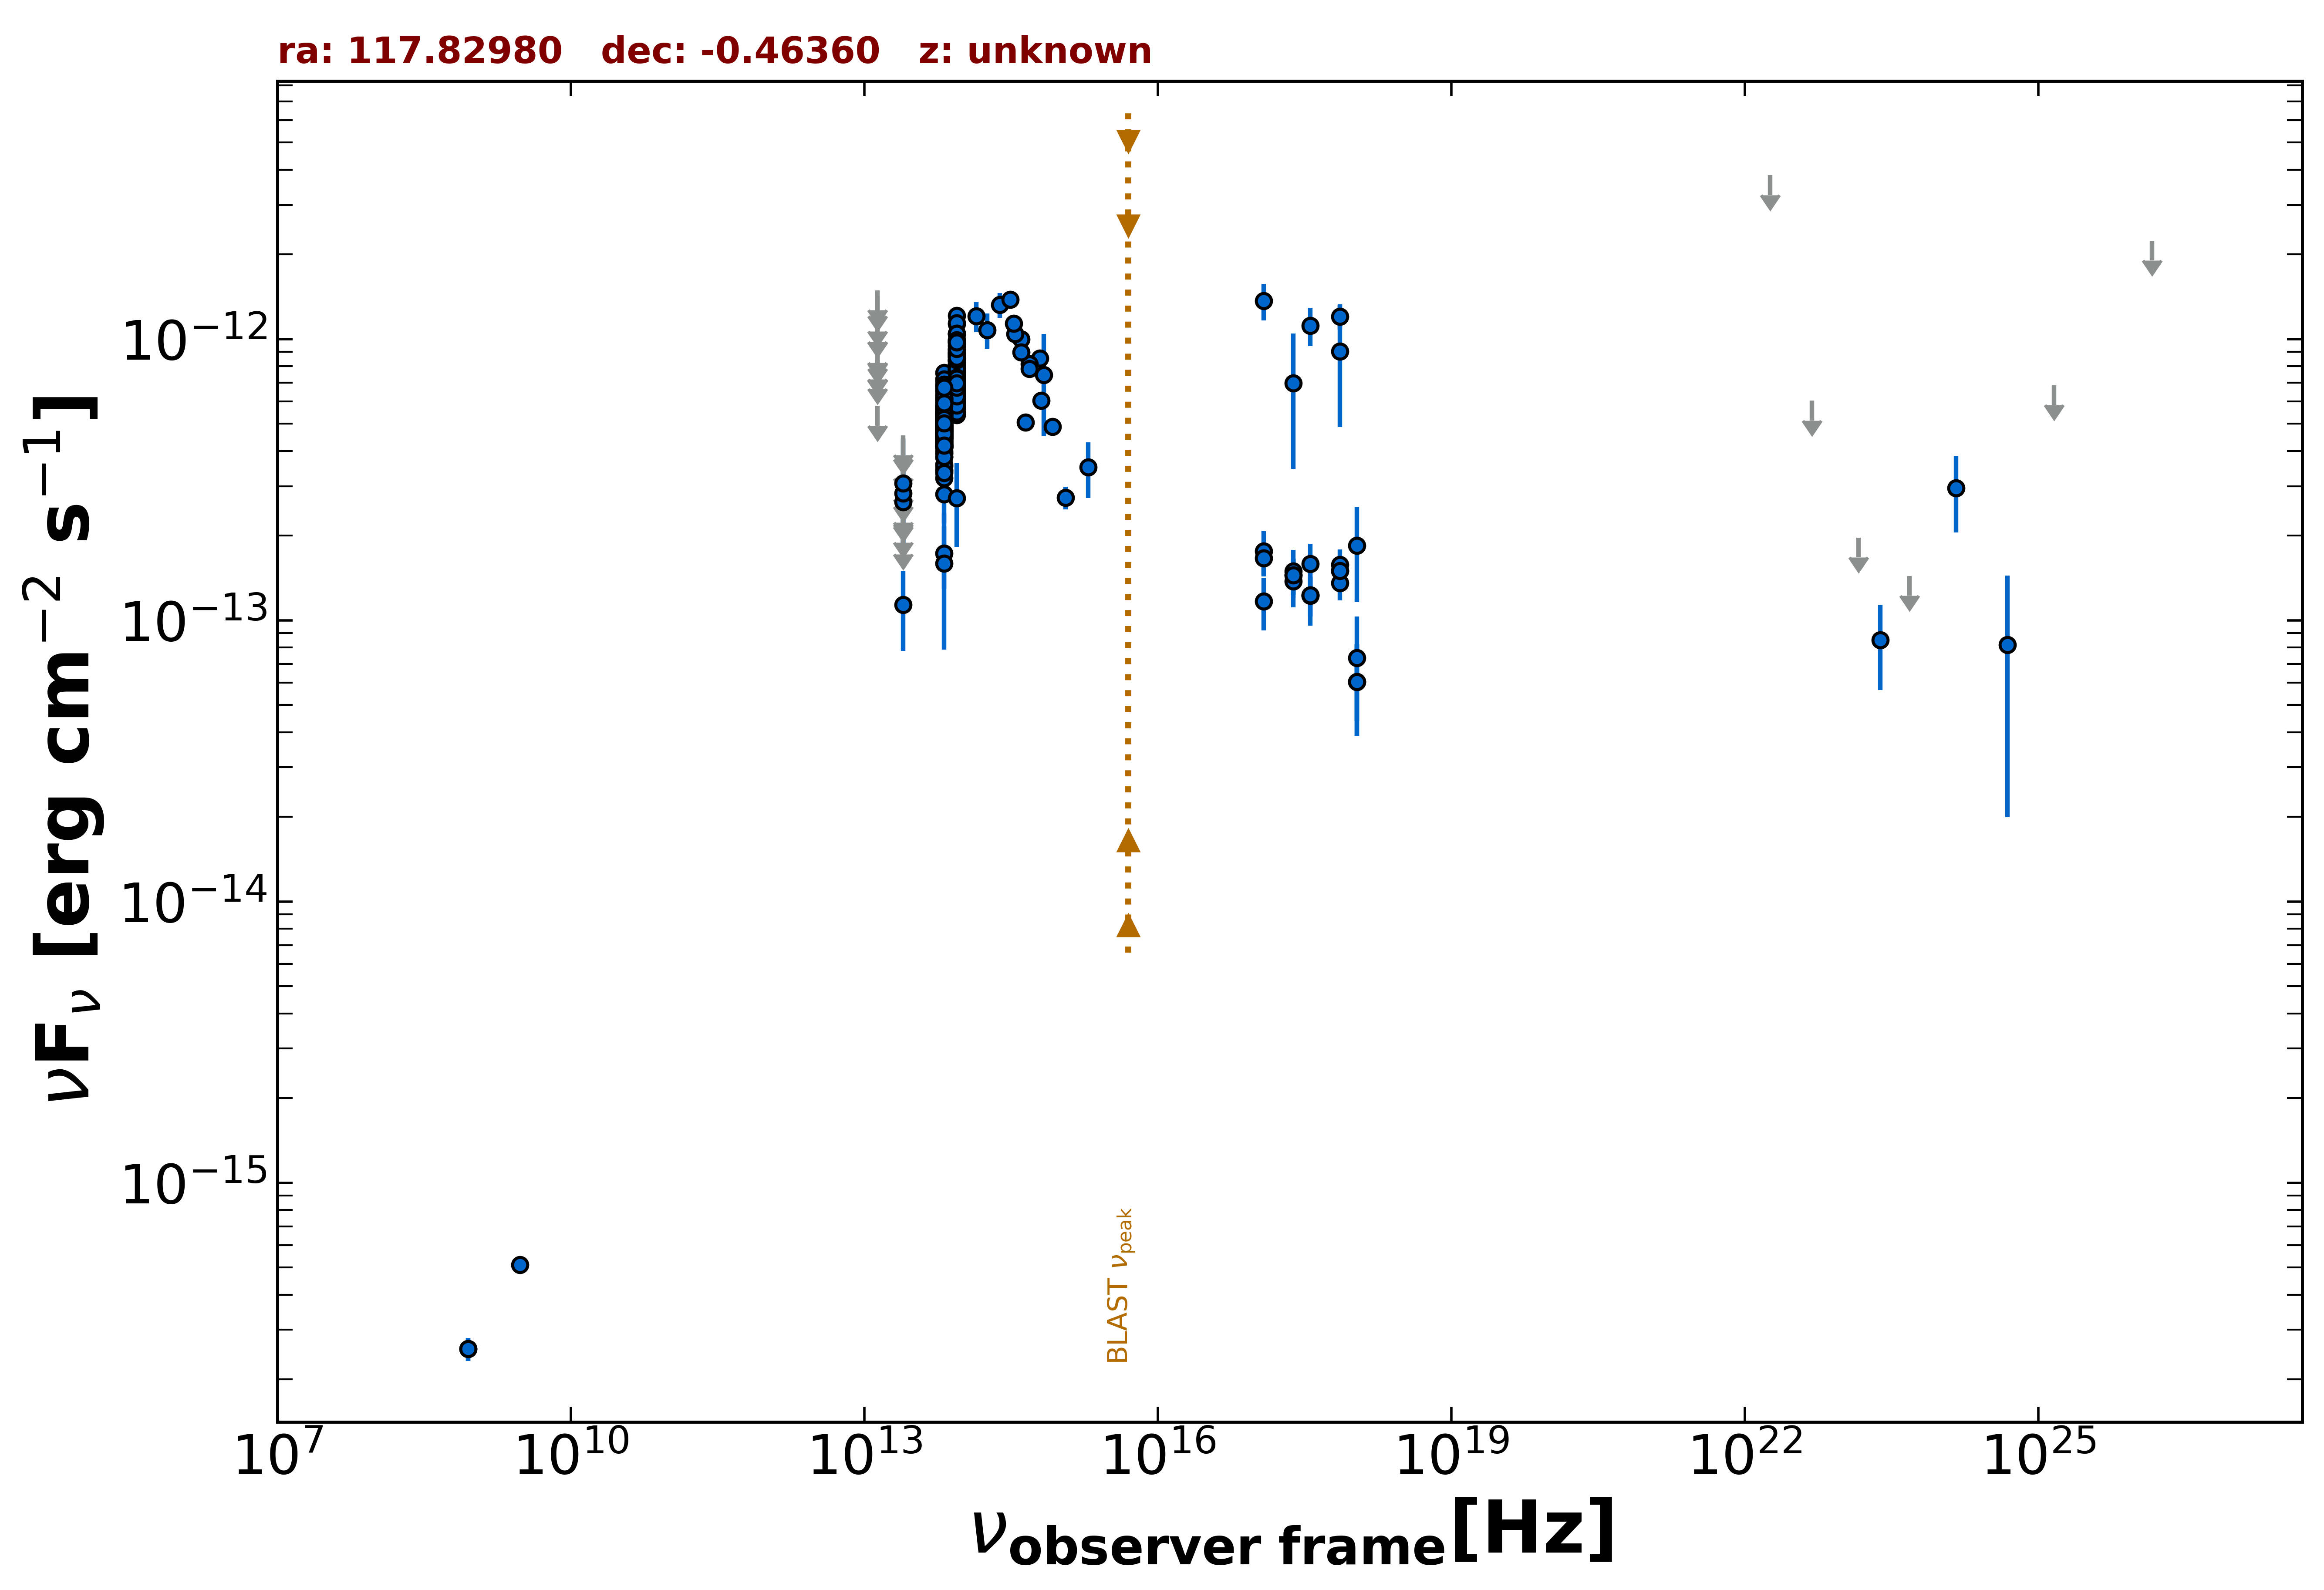 ra: 117.82980   dec: -0.46360   z: unknown
νFν [erg cm−2 s−1]
10−12
10−13
10−14
10−15
BLAST νpeak
107
1010
1013
1016
1019
1022
1025
νobserver frame[Hz]